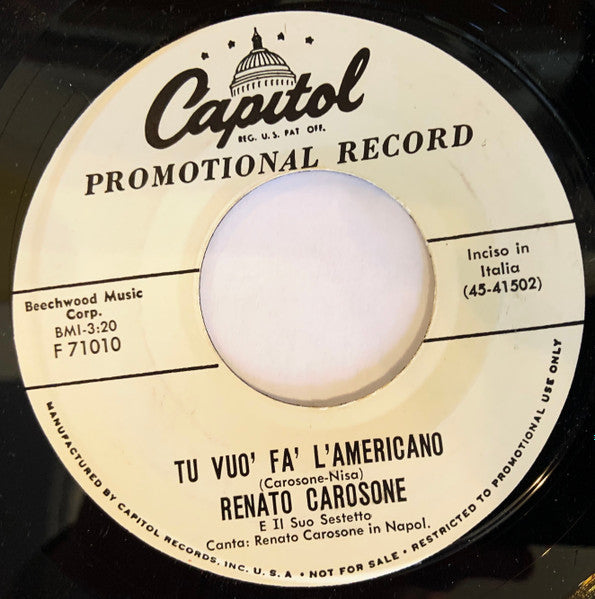 Capitol
REG. U.S. PAT. OFF.
PROMOTIONAL RECORD
Beechwood Music
Corp.
BMI-3:20
F 71010
Inciso in
Italia
(45-41502)
TU VUO' FA' L'AMERICANO
(Carosone-Nisa)
RENATO CAROSONE
E Il Suo Sestetto
Canta: Renato Carosone in Napol.
MANUFACTURED BY CAPITOL RECORDS, INC. U.S.A • NOT FOR SALE • RESTRICTED TO PROMOTIONAL USE ONLY